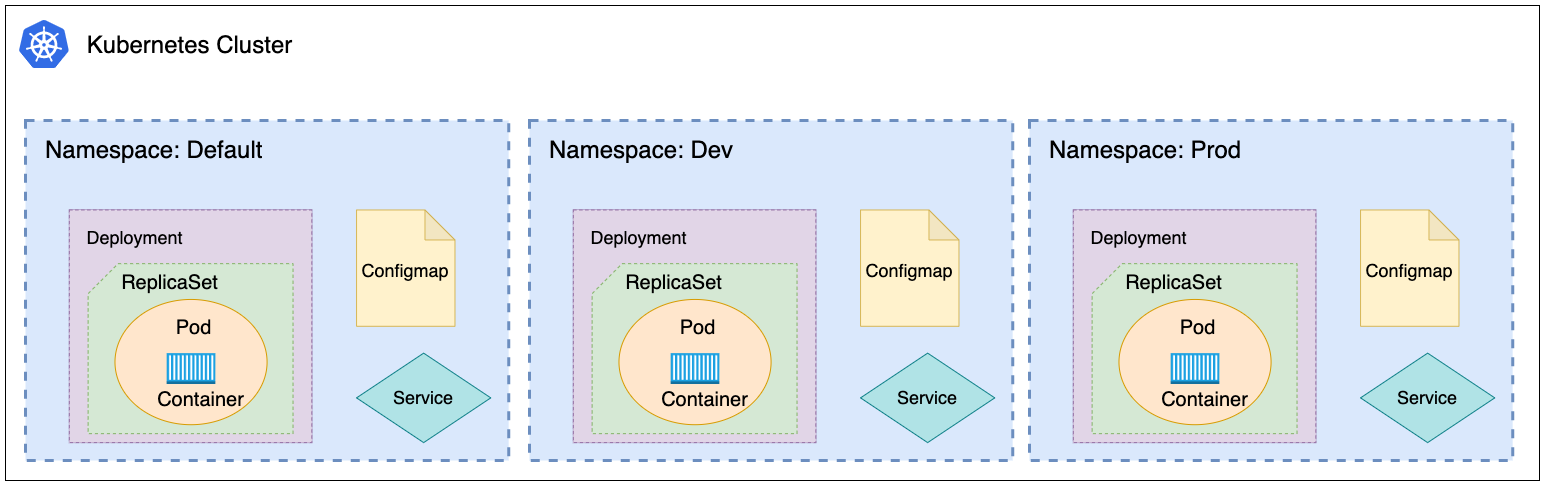 Kubernetes Cluster
Namespace: Default
Deployment
ReplicaSet
Pod
Container
Configmap
Service
Namespace: Dev
Deployment
ReplicaSet
Pod
Container
Configmap
Service
Namespace: Prod
Deployment
ReplicaSet
Pod
Container
Configmap
Service